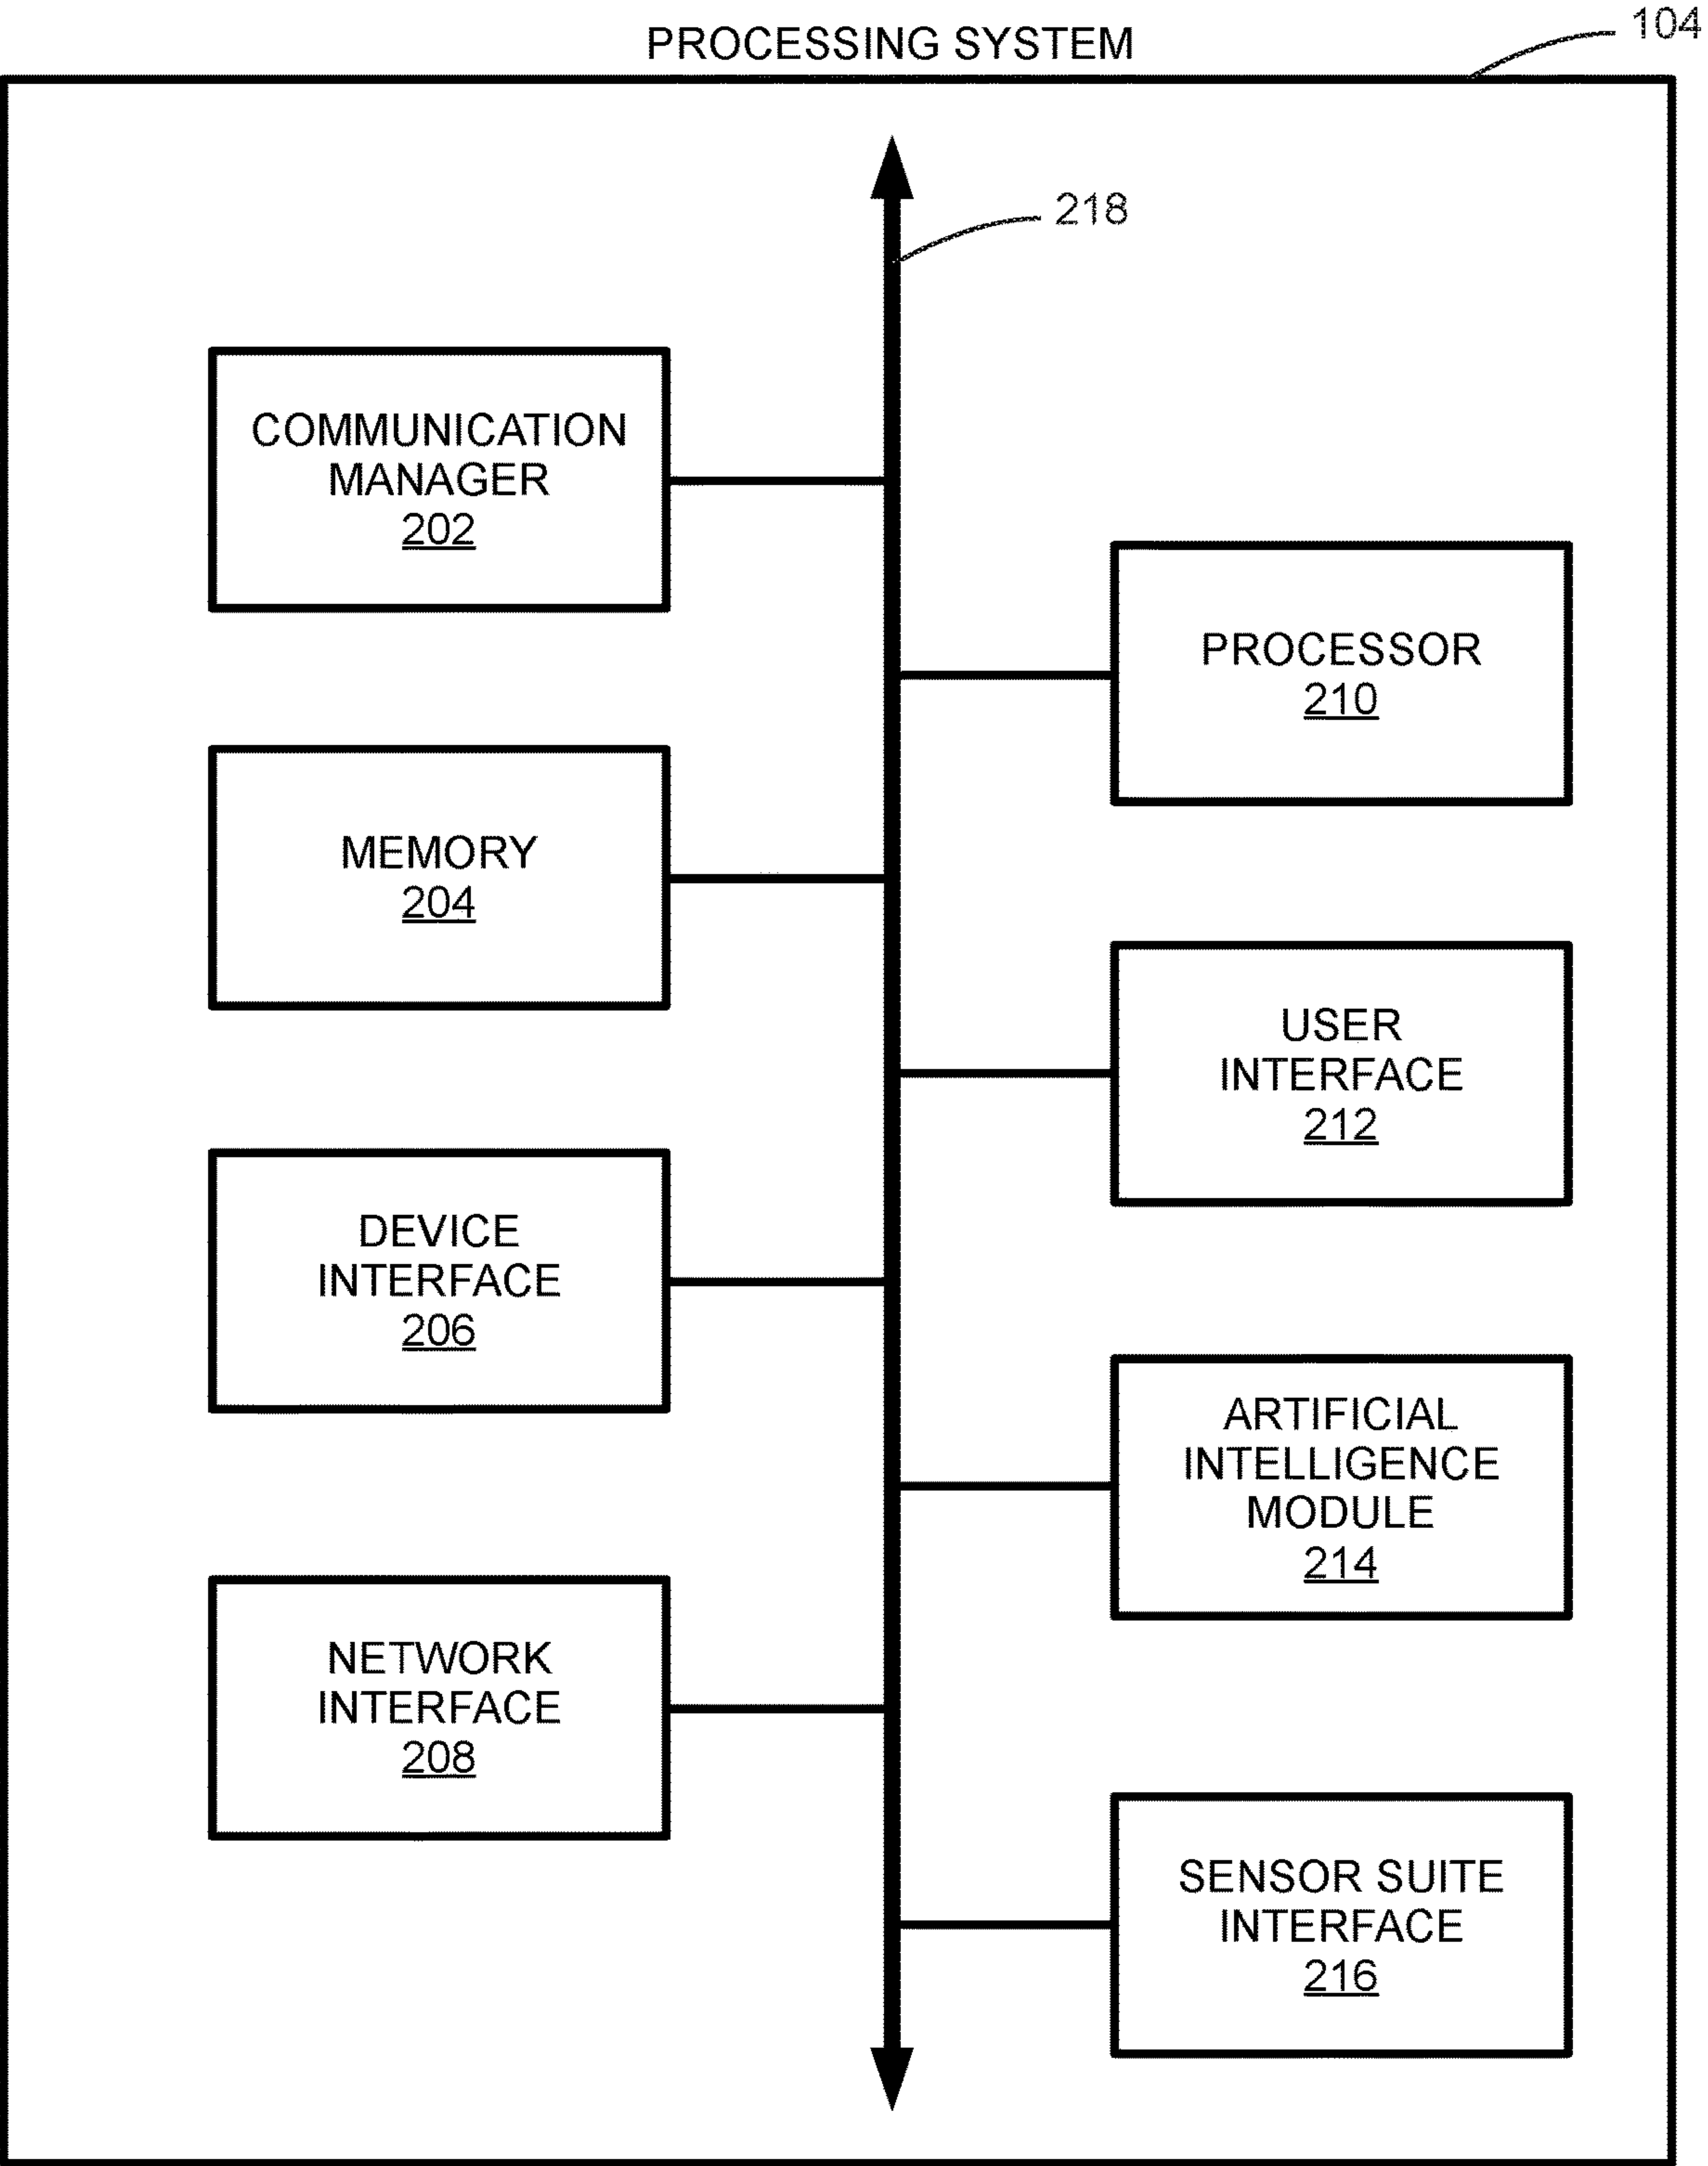 PROCESSING SYSTEM
104
218
COMMUNICATION
MANAGER
202
PROCESSOR
210
MEMORY
204
USER
INTERFACE
212
DEVICE
INTERFACE
206
ARTIFICIAL
INTELLIGENCE
MODULE
214
NETWORK
INTERFACE
208
SENSOR SUITE
INTERFACE
216